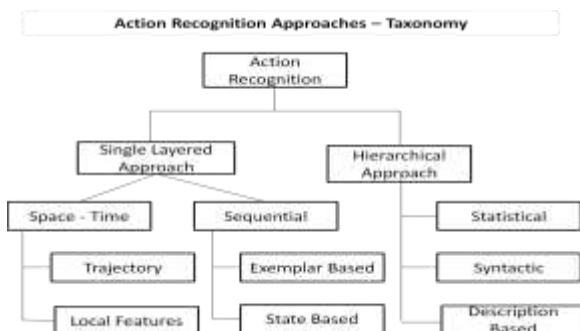 Action Recognition Approaches – Taxonomy
Action
Recognition
Single Layered
Approach
Hierarchical
Approach
Space - Time
Sequential
Statistical
Trajectory
Exemplar Based
Syntactic
Local Features
State Based
Description
Based